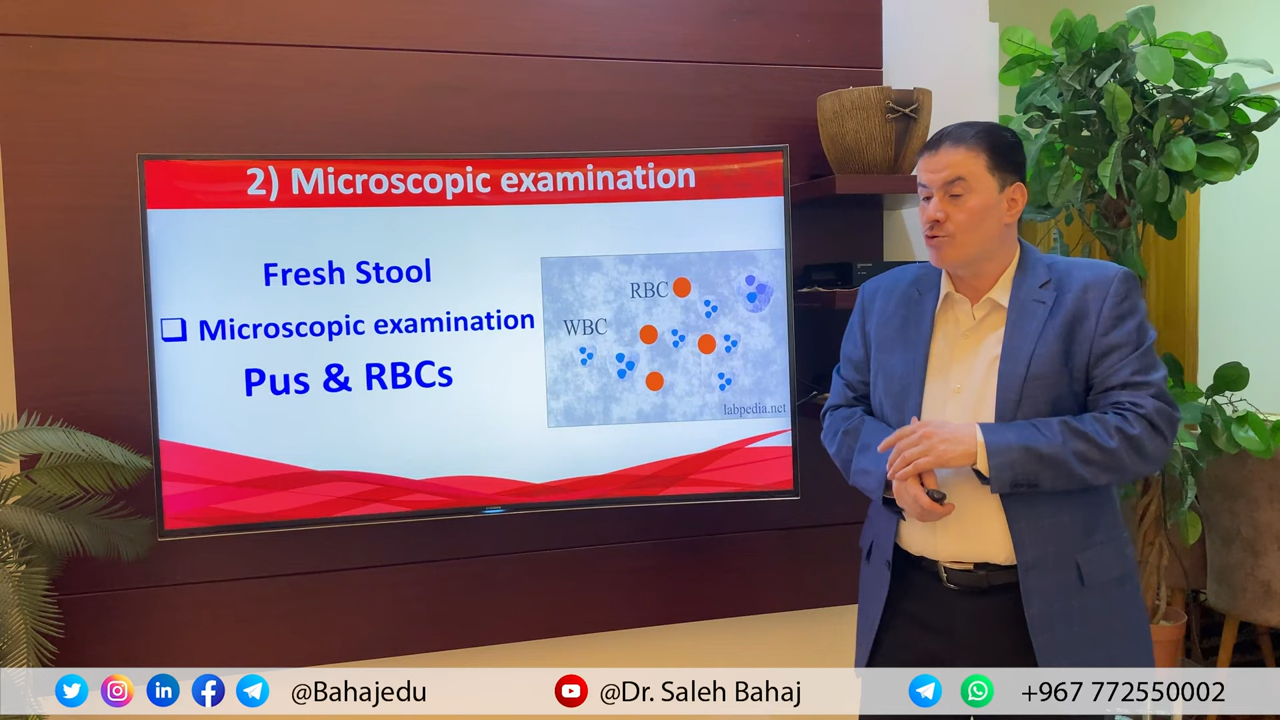 2) Microscopic examination
Fresh Stool
❑ Microscopic examination
Pus & RBCs
RBC
WBC
labpedia.net
@Bahajedu
@Dr. Saleh Bahaj
+967 772550002